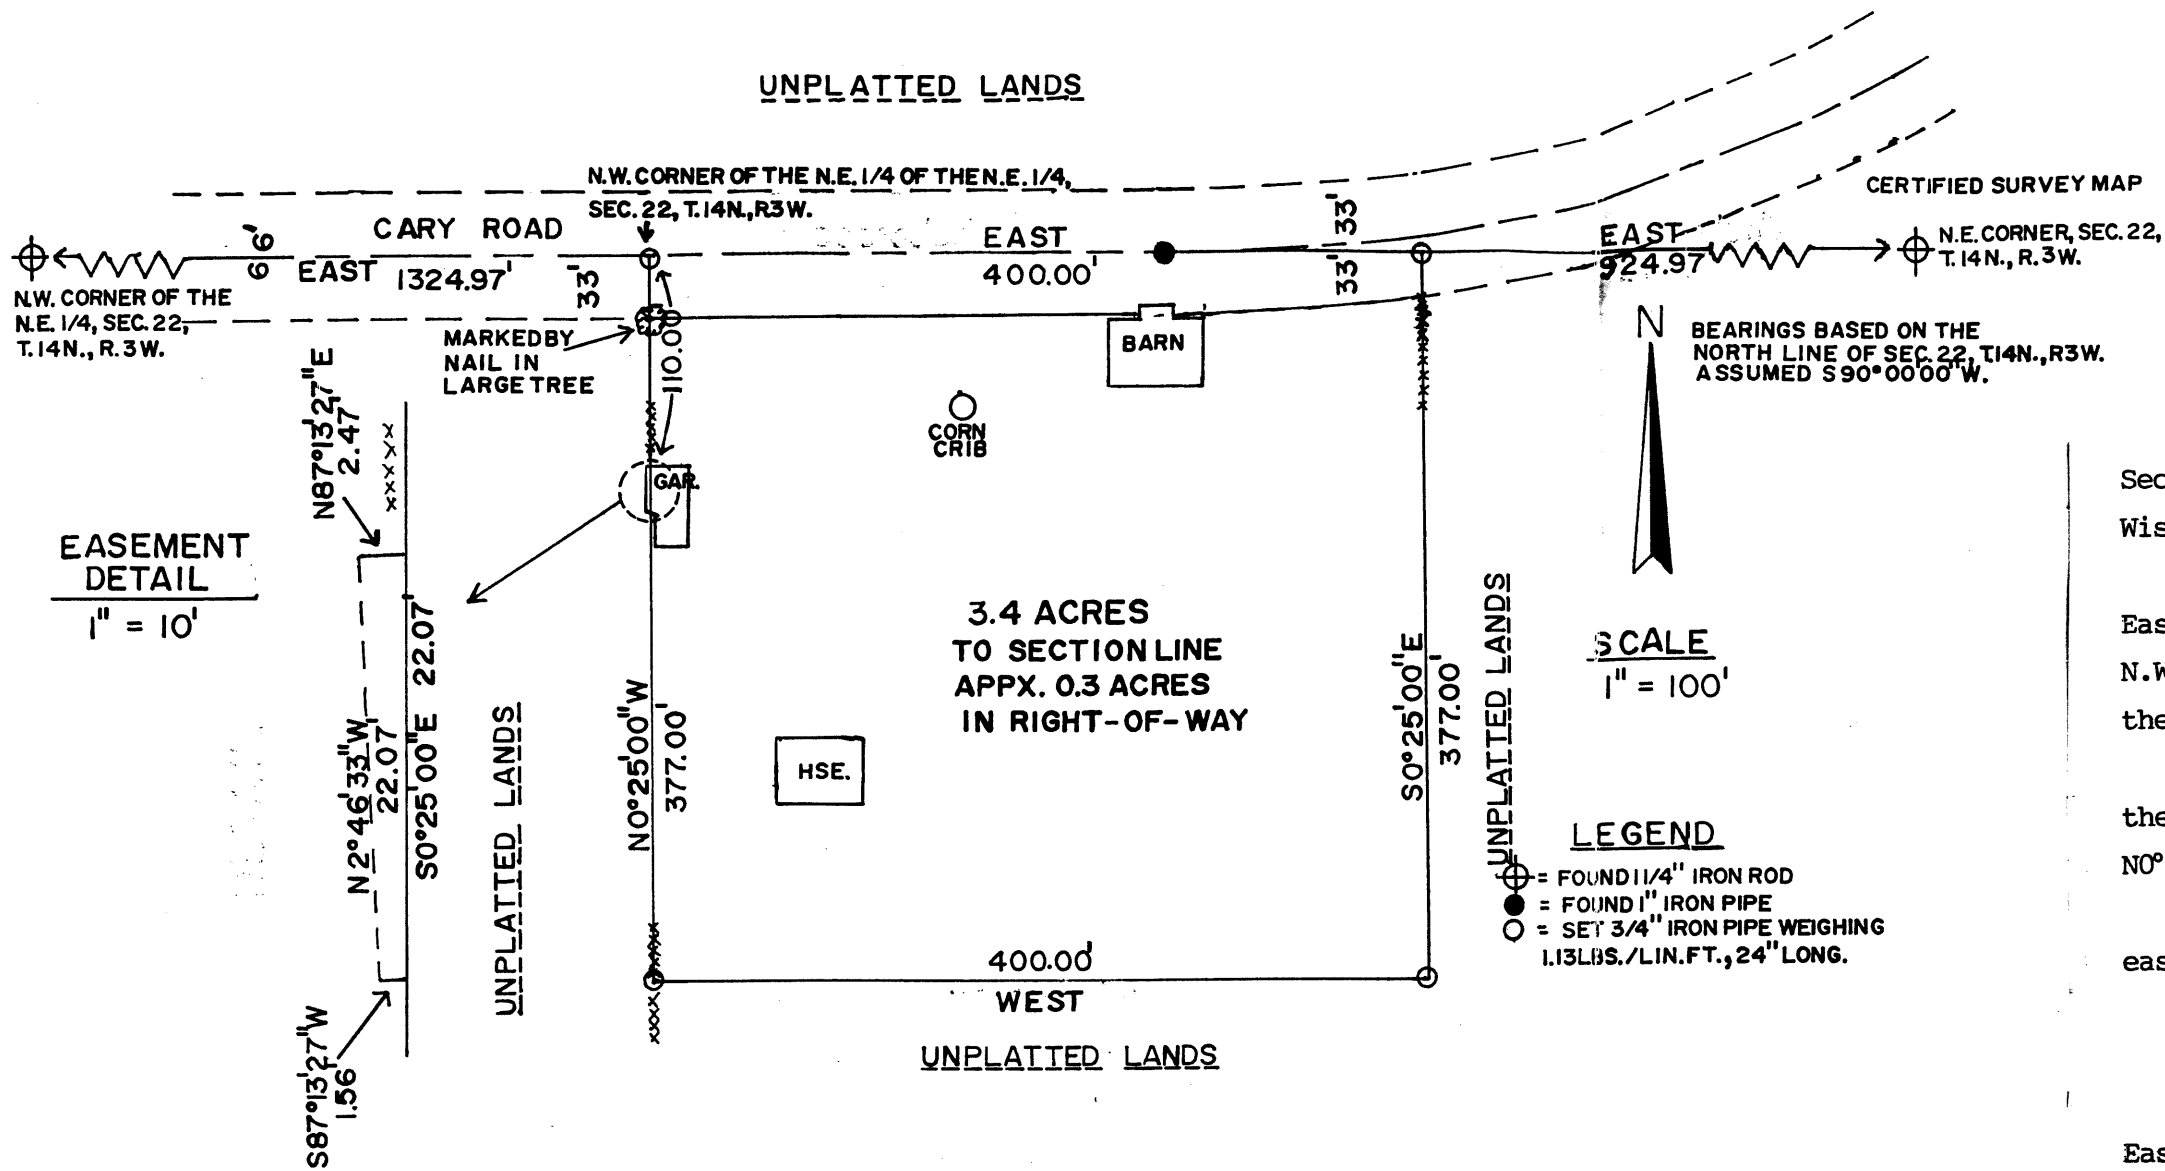 UNPLATTED LANDS
N.W. CORNER OF THE N.E. 1/4 OF THE N.E. 1/4,
SEC. 22, T.14N., R3W.
CERTIFIED SURVEY MAP
66'
CARY ROAD
EAST 1324.97'
33'
EAST
400.00'
33'
33'
EAST
924.97'
N.E. CORNER, SEC. 22,
T.14N., R.3W.
N.W. CORNER OF THE
N.E. 1/4, SEC. 22,
T.14N., R.3W.
MARKED BY
NAIL IN
LARGE TREE
110.00'
BARN
CORN
CRIB
GAR.
N
BEARINGS BASED ON THE
NORTH LINE OF SEC. 22, T.14N., R3W.
ASSUMED S90°00'00"W.
EASEMENT
DETAIL
1" = 10'
N87°13'27"E
2.47'
S0°25'00"E 22.07'
N2°46'33"W
22.07'
S87°13'27"W
1.56'
UNPLATTED LANDS
N0°25'00"W
377.00'
3.4 ACRES
TO SECTION LINE
APPX. 0.3 ACRES
IN RIGHT-OF-WAY
HSE.
S0°25'00"E
377.00'
UNPLATTED LANDS
SCALE
1" = 100'
LEGEND
= FOUND 1 1/4" IRON ROD
= FOUND 1" IRON PIPE
= SET 3/4" IRON PIPE WEIGHING
1.13LBS./LIN.FT., 24" LONG.
400.00'
WEST
UNPLATTED LANDS
Sec
Wis
Eas
N.W
the
the
N0°
eas
Eas